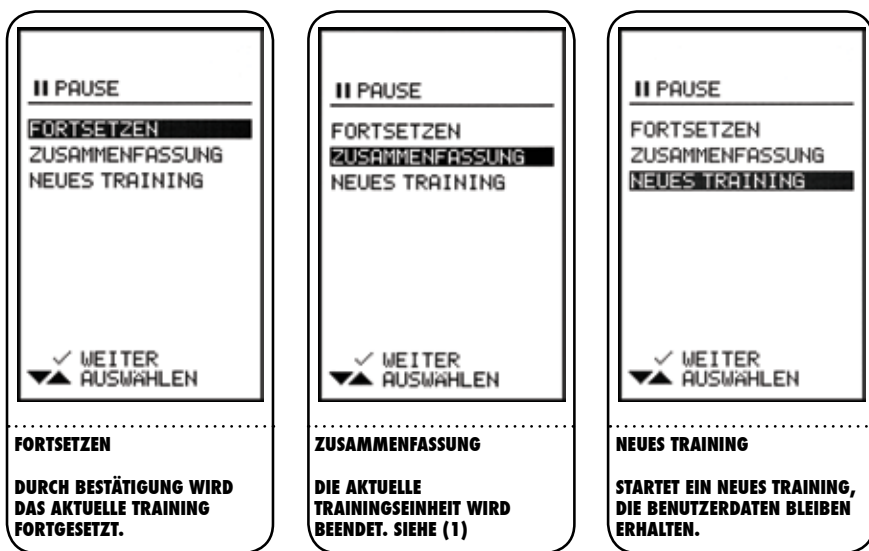 II PAUSE
FORTSETZEN
ZUSAMMENFASSUNG
NEUES TRAINING
✓ WEITER
▼▲ AUSWÄHLEN
FORTSETZEN
DURCH BESTÄTIGUNG WIRD
DAS AKTUELLE TRAINING
FORTGESETZT.
II PAUSE
FORTSETZEN
ZUSAMMENFASSUNG
NEUES TRAINING
✓ WEITER
▼▲ AUSWÄHLEN
ZUSAMMENFASSUNG
DIE AKTUELLE
TRAININGSEINHEIT WIRD
BEENDET. SIEHE (1)
II PAUSE
FORTSETZEN
ZUSAMMENFASSUNG
NEUES TRAINING
✓ WEITER
▼▲ AUSWÄHLEN
NEUES TRAINING
STARTET EIN NEUES TRAINING,
DIE BENUTZERDATEN BLEIBEN
ERHALTEN.